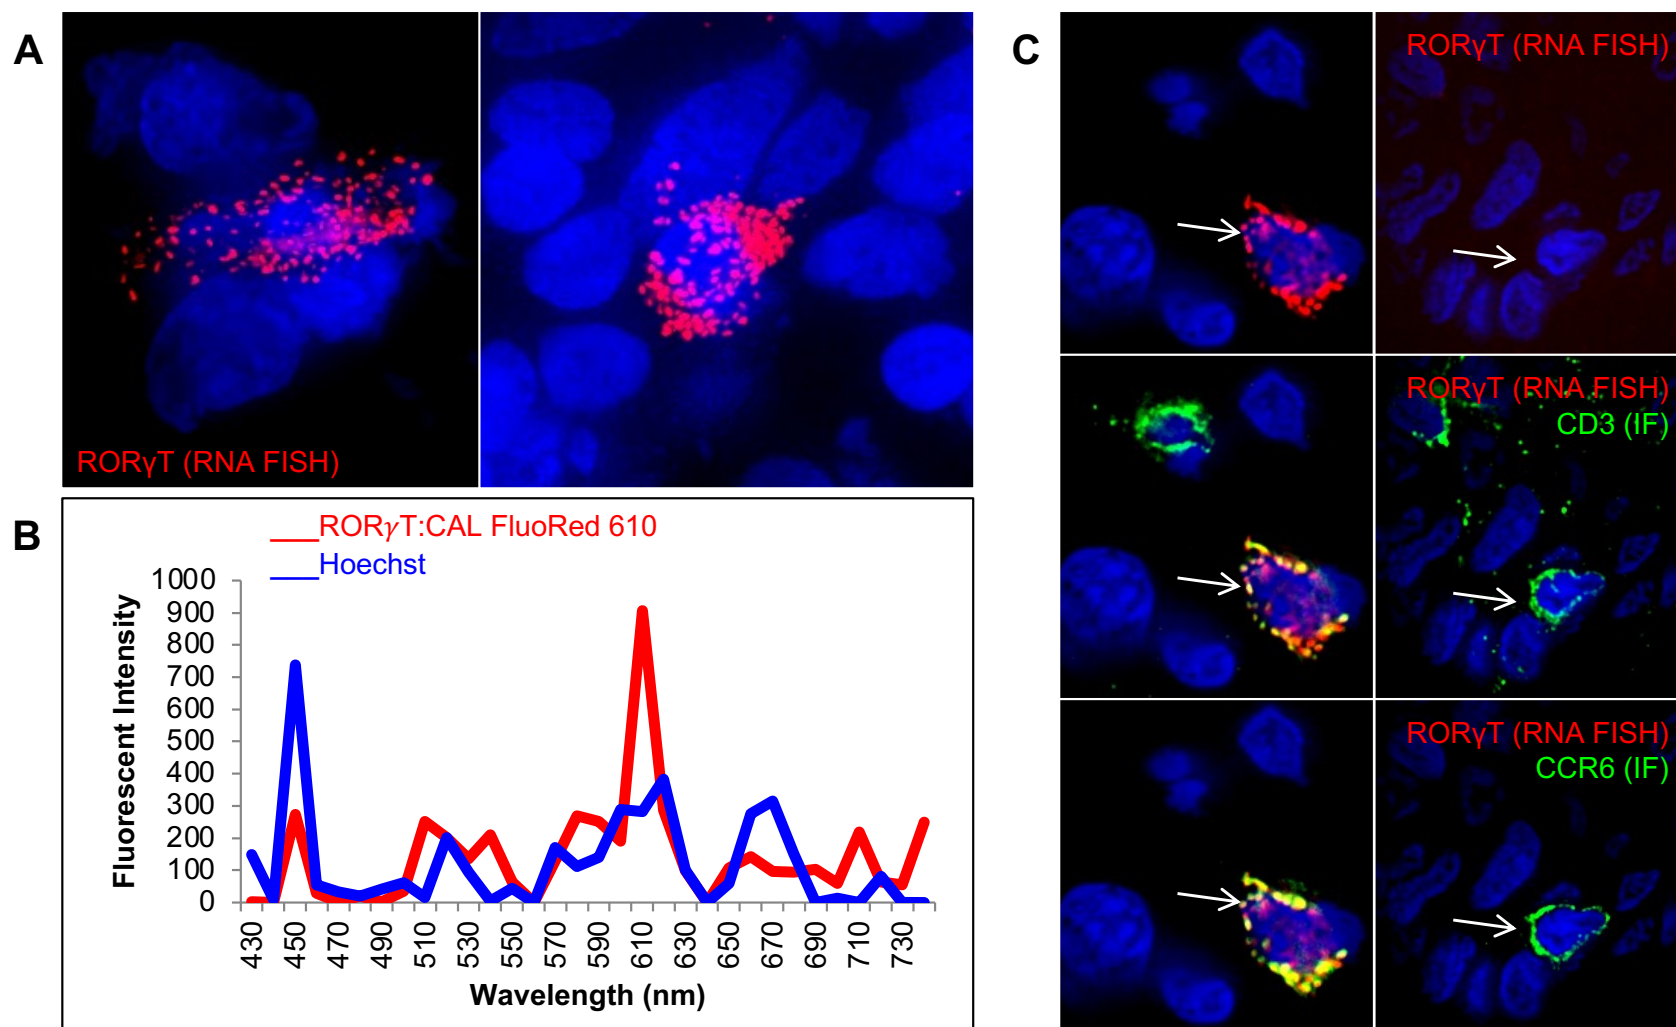 A
RORγT (RNA FISH)
B
RORγT:CAL FluoRed 610
Hoechst
Fluorescent Intensity
1000
900
800
700
600
500
400
300
200
100
0
430 450 470 490 510 530 550 570 590 610 630 650 670 690 710 730
Wavelength (nm)
C
RORγT (RNA FISH)
RORγT (RNA FISH)
CD3 (IF)
RORγT (RNA FISH)
CCR6 (IF)